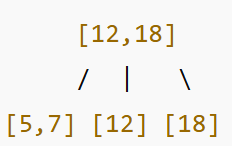 [12,18]
/ | \
[5,7] [12] [18]